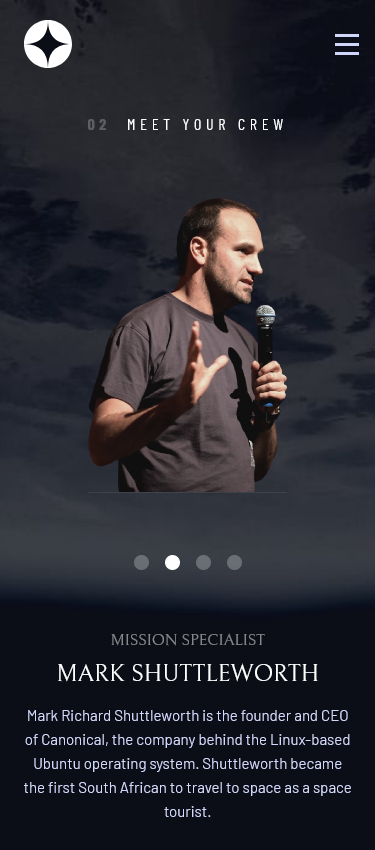 02 MEET YOUR CREW
MISSION SPECIALIST
MARK SHUTTLEWORTH
Mark Richard Shuttleworth is the founder and CEO
of Canonical, the company behind the Linux-based
Ubuntu operating system. Shuttleworth became
the first South African to travel to space as a space
tourist.